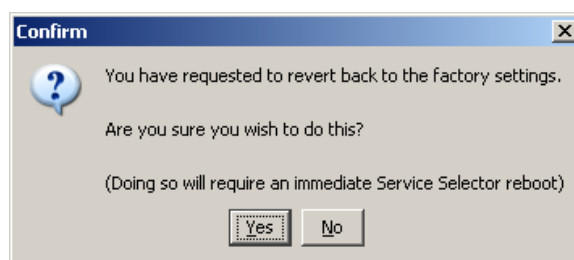 Confirm
You have requested to revert back to the factory settings.
Are you sure you wish to do this?
(Doing so will require an immediate Service Selector reboot)
Yes No